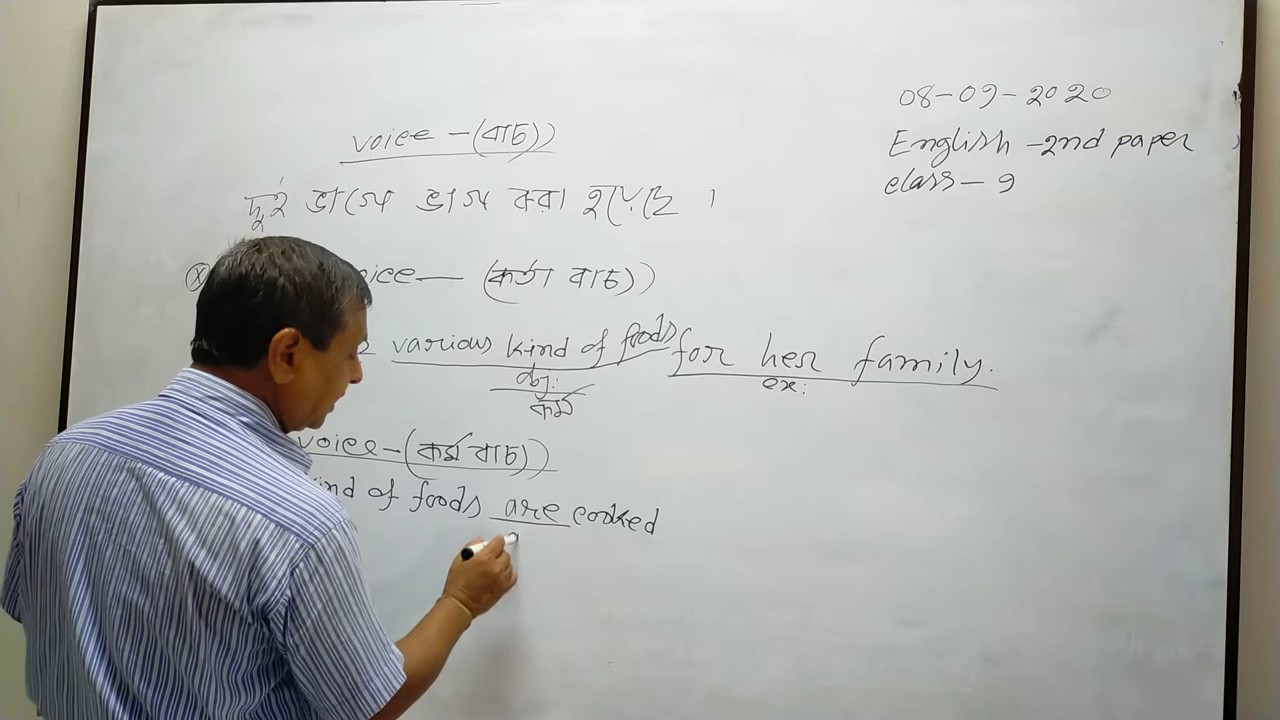 08-09-2020
English -2nd paper
class - 9
voice -(বাচ্য)
দুই ভাগে ভাগ করা হয়েছে ।
voice— (কর্তা বাচ্য)
various kind of foods for her family.
obj: ex:
কর্ম
voice-(কর্ম বাচ্য)
kind of foods are cooked